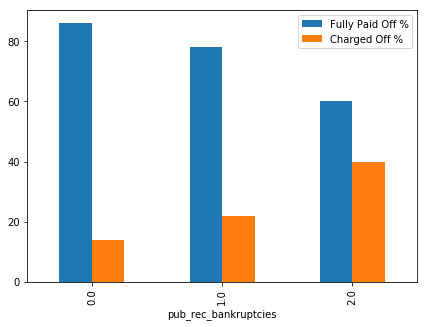 Fully Paid Off %
Charged Off %
80
60
40
20
0
0.0
1.0
2.0
pub_rec_bankruptcies